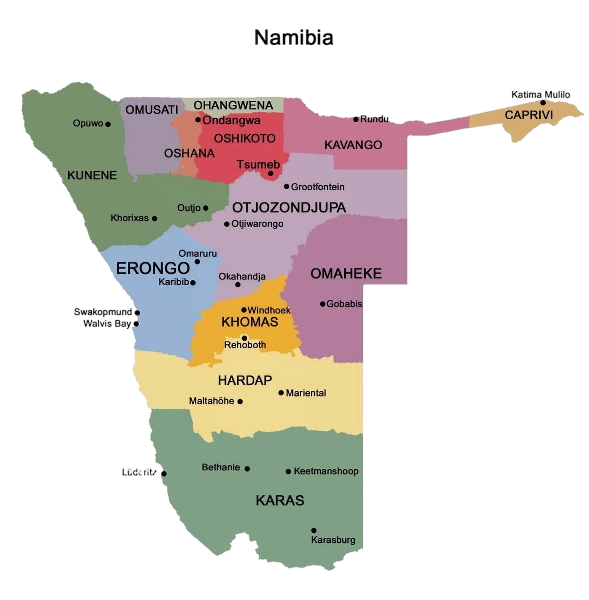 Namibia
Katima Mulilo
CAPRIVI
OHANGWENA
OMUSATI
Opuwo
Ondangwa
Rundu
OSHIKOTO
KAVANGO
OSHANA
Tsumeb
KUNENE
Grootfontein
Outjo
OTJOZONDJUPA
Khorixas
Otjiwarongo
Omaruru
ERONGO
OMAHEKE
Okahandja
Karibib
Gobabis
Swakopmund
Windhoek
Walvis Bay
KHOMAS
Rehoboth
HARDAP
Mariental
Maltahöhe
Bethanie
Keetmanshoop
Lüderitz
KARAS
Karasburg